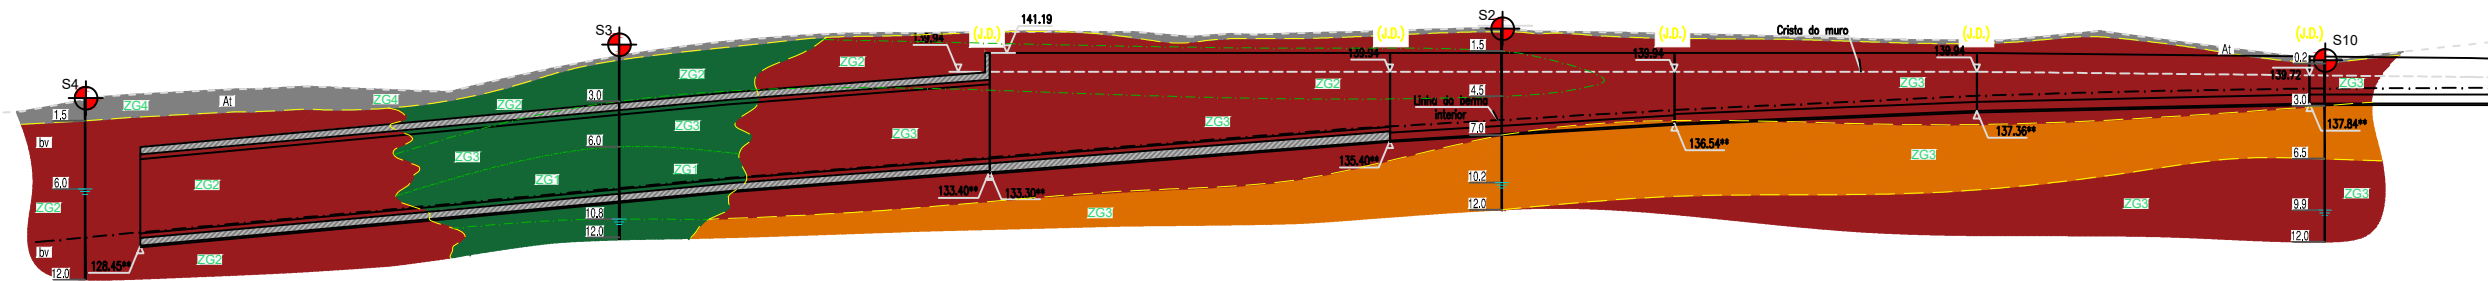 S4
S3
S2
S10
(J.D.)
(J.D.)
(J.D.)
(J.D.)
(J.D.)
141.19
139.94
139.94
139.94
139.94
139.72
Crista do muro
Linha da berma
interior
At
At
ZG4
ZG4
ZG2
ZG2
ZG2
ZG2
ZG3
ZG3
ZG3
ZG3
ZG3
ZG3
ZG3
ZG1
ZG1
ZG2
ZG2
ZG2
ZG3
ZG3
ZG3
ZG3
bv
bv
1,5
6,0
12.0
3,0
6.0
10.8
12.0
1.5
4.5
7.0
10.2
12.0
0.2
3.0
6.5
9,9
12,0
128.45**
133.40**
133.30**
135.40**
136.54**
137.36**
137.84**